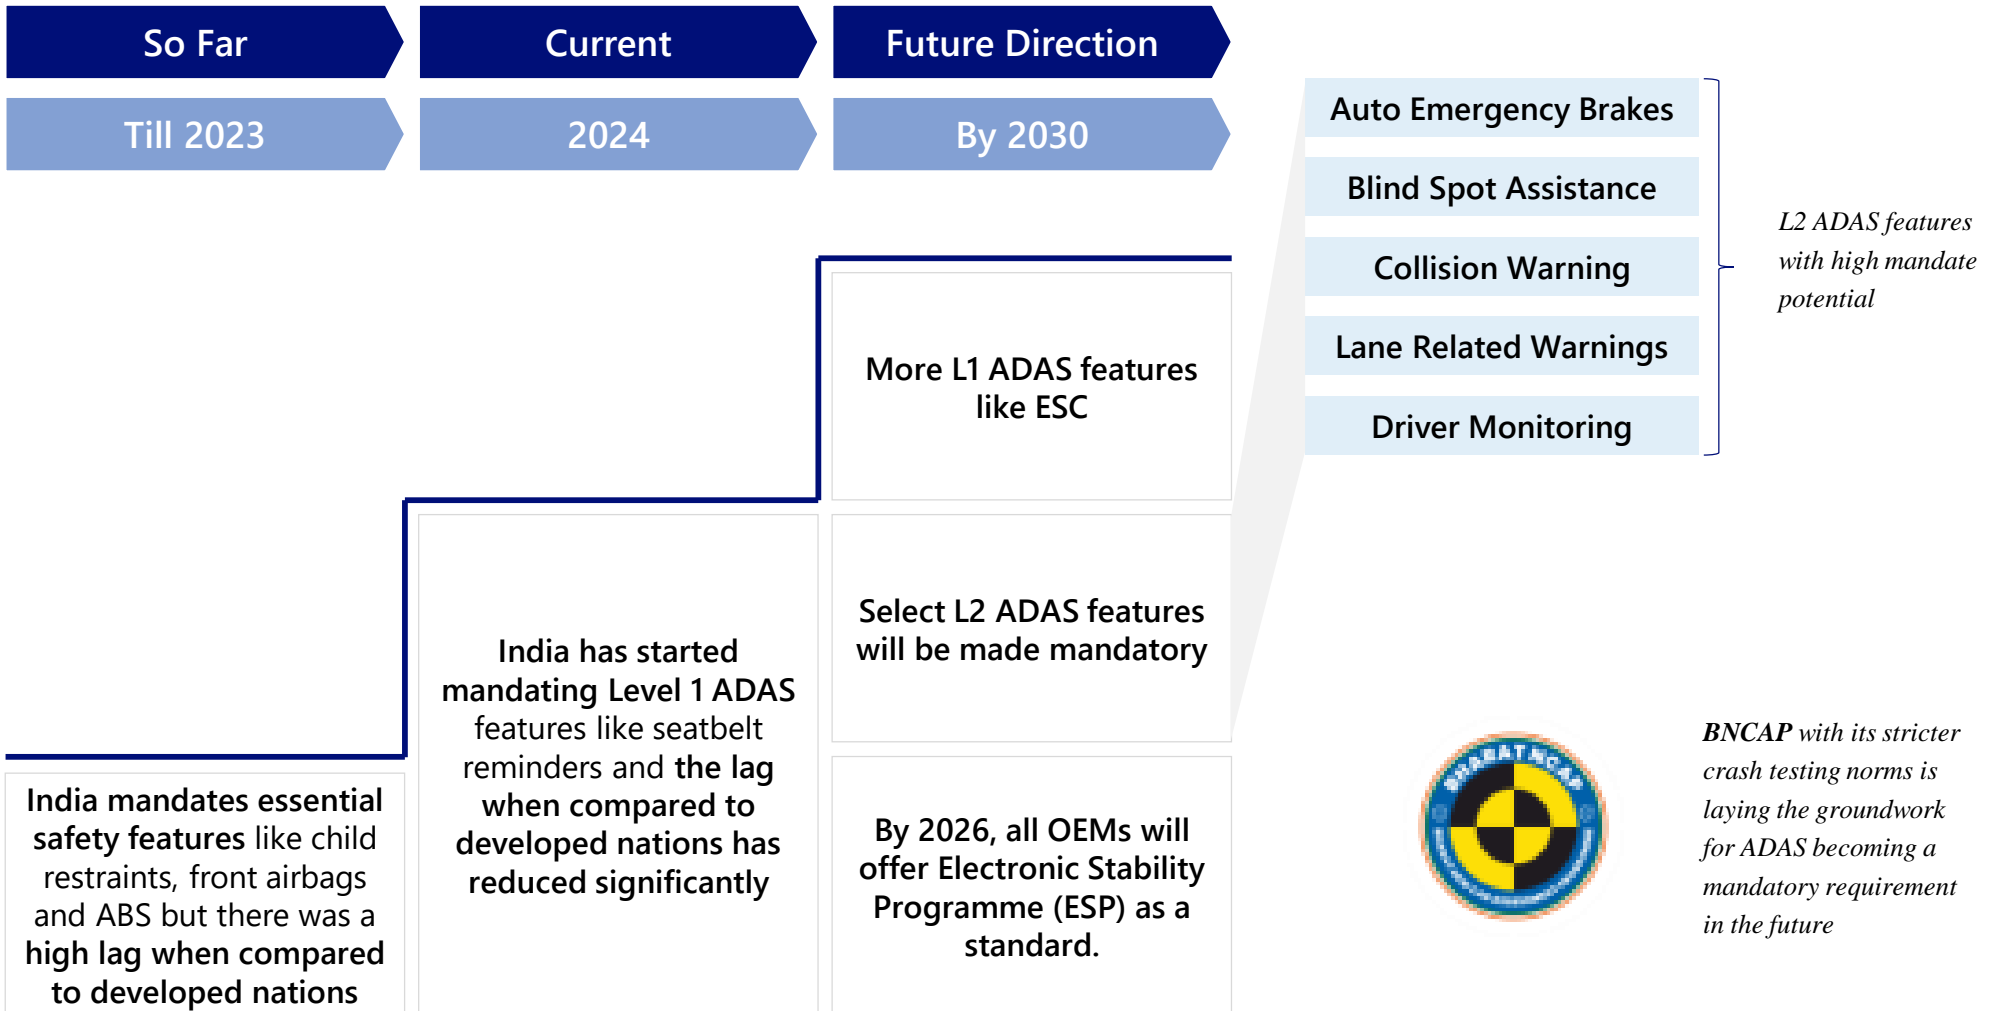 So Far
Current
Future Direction
Till 2023
2024
By 2030
India mandates essential
safety features like child
restraints, front airbags
and ABS but there was a
high lag when compared
to developed nations
India has started
mandating Level 1 ADAS
features like seatbelt
reminders and the lag
when compared to
developed nations has
reduced significantly
More L1 ADAS features
like ESC
Select L2 ADAS features
will be made mandatory
By 2026, all OEMs will
offer Electronic Stability
Programme (ESP) as a
standard.
Auto Emergency Brakes
Blind Spot Assistance
Collision Warning
Lane Related Warnings
Driver Monitoring
L2 ADAS features
with high mandate
potential
BHARAT NCAP
BNCAP with its stricter
crash testing norms is
laying the groundwork
for ADAS becoming a
mandatory requirement
in the future